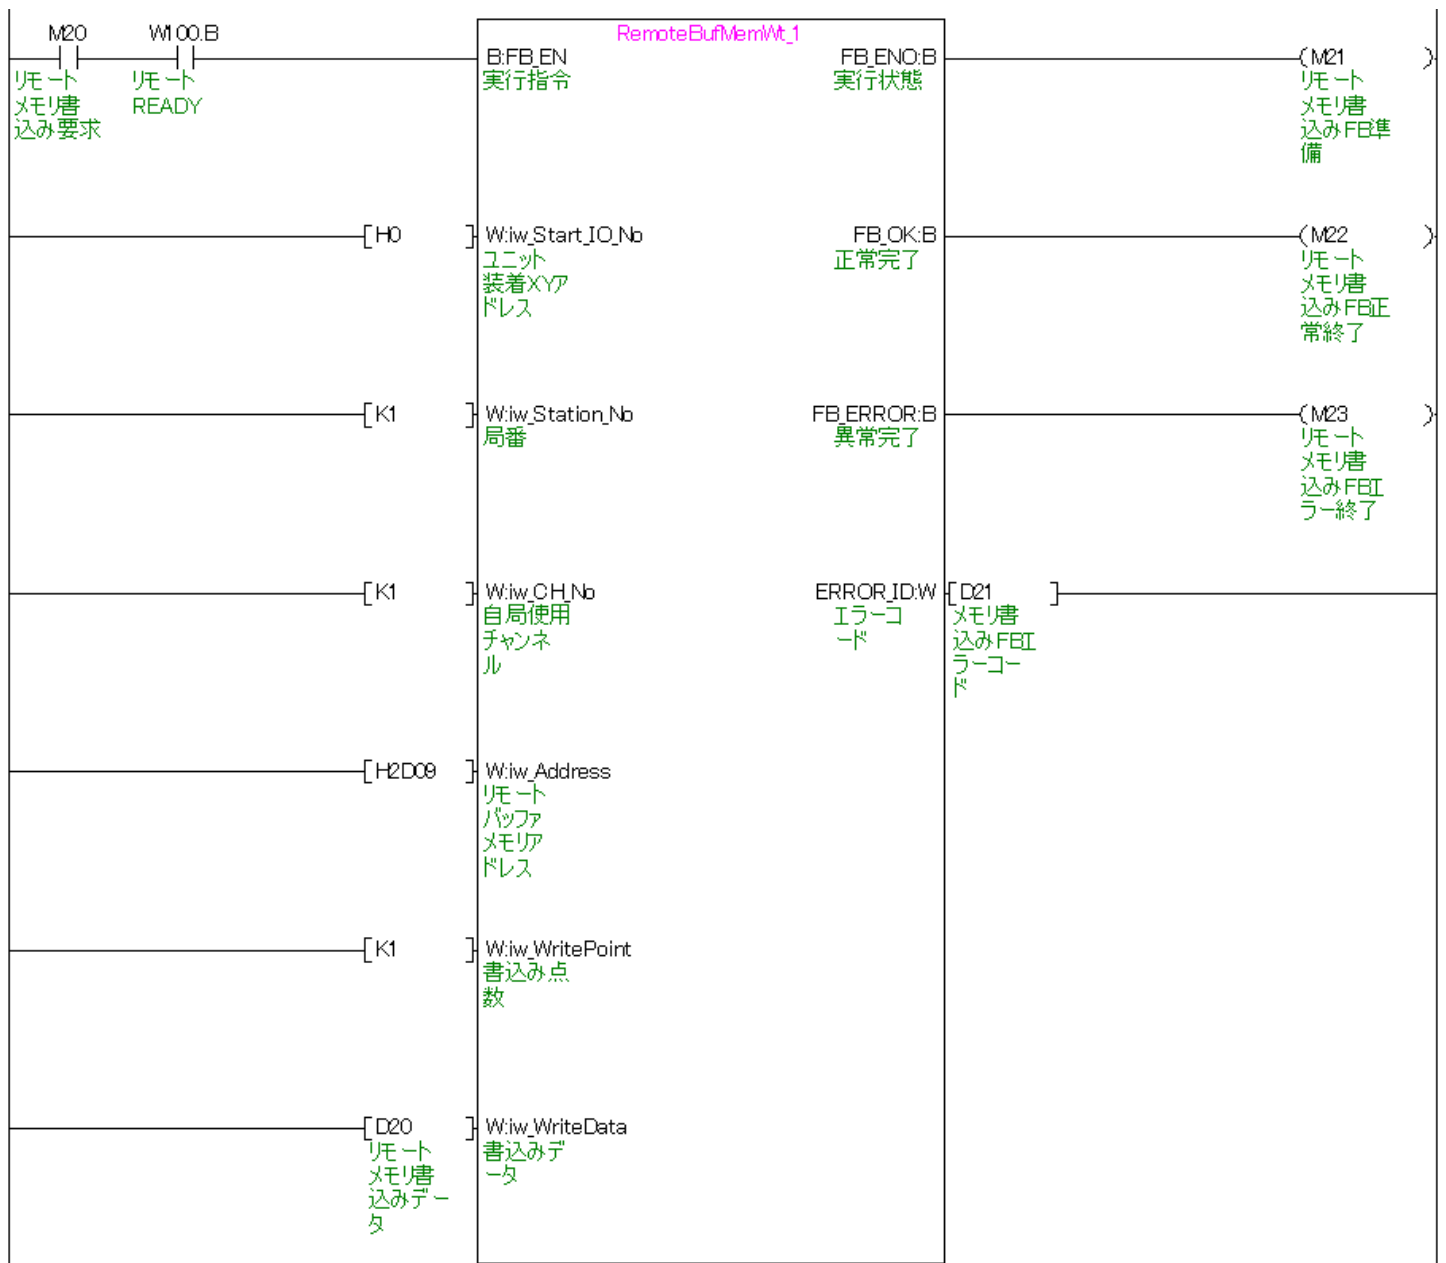 M20
W100.B
リモート
メモリ書
込み要求
リモート
READY
RemoteBufMemWt_1
B:FB_EN
実行指令
FB_ENO:B
実行状態
M21
リモート
メモリ書
込みFB準
備
H0
W:iw_Start_IO_No
ユニット
装着XYア
ドレス
FB_OK:B
正常完了
M22
リモート
メモリ書
込みFB正
常終了
K1
W:iw_Station_No
局番
FB_ERROR:B
異常完了
M23
リモート
メモリ書
込みFBエ
ラー終了
K1
W:iw_CH_No
自局使用
チャンネ
ル
ERROR_ID:W
エラーコ
ード
D21
メモリ書
込みFBエ
ラーコー
ド
H2D09
W:iw_Address
リモート
バッファ
メモリア
ドレス
K1
W:iw_WritePoint
書込み点
数
D20
リモート
メモリ書
込みデー
タ
W:iw_WriteData
書込みデ
ータ